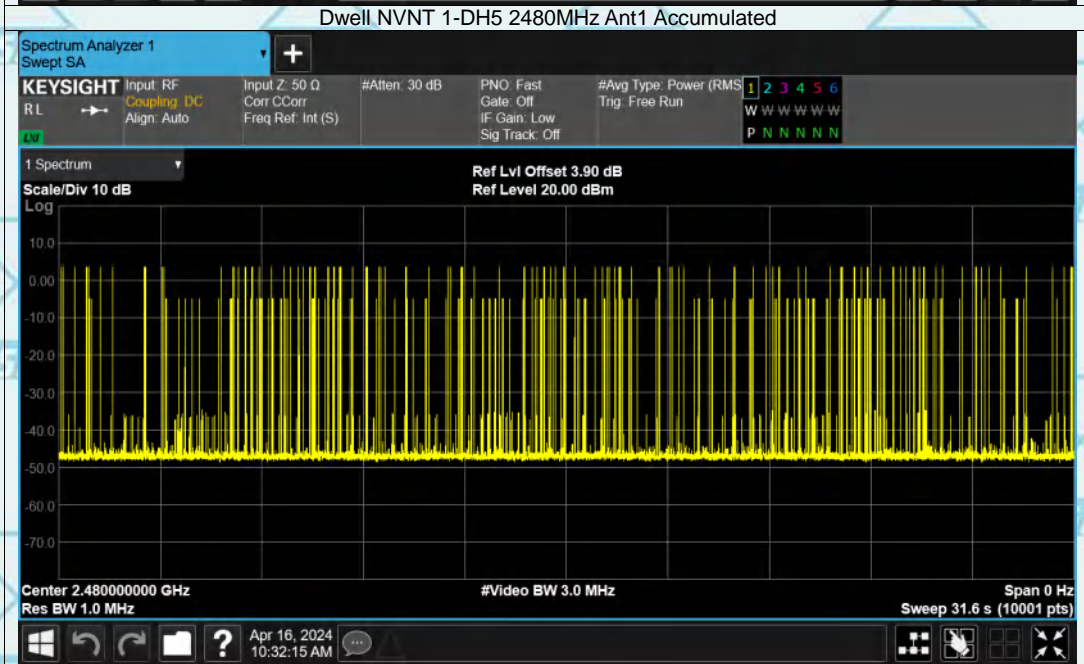 Dwell NVNT 1-DH5 2480MHz Ant1 Accumulated
Spectrum Analyzer 1
Swept SA
+
KEYSIGHT Input: RF Input Z: 50 Ω #Atten: 30 dB PNO: Fast #Avg Type: Power (RMS 1 2 3 4 5 6
RL Coupling: DC Corr CCorr Gate: Off Trig: Free Run W W W W W W
Align: Auto Freq Ref: Int (S) IF Gain: Low
Sig Track: Off P N N N N N
1 Spectrum
Ref Lvl Offset 3.90 dB
Scale/Div 10 dB Ref Level 20.00 dBm
Log
10.0
0.00
-10.0
-20.0
-30.0
-40.0
-50.0
-60.0
-70.0
Center 2.480000000 GHz #Video BW 3.0 MHz Span 0 Hz
Res BW 1.0 MHz Sweep 31.6 s (10001 pts)
? Apr 16, 2024
10:32:15 AM